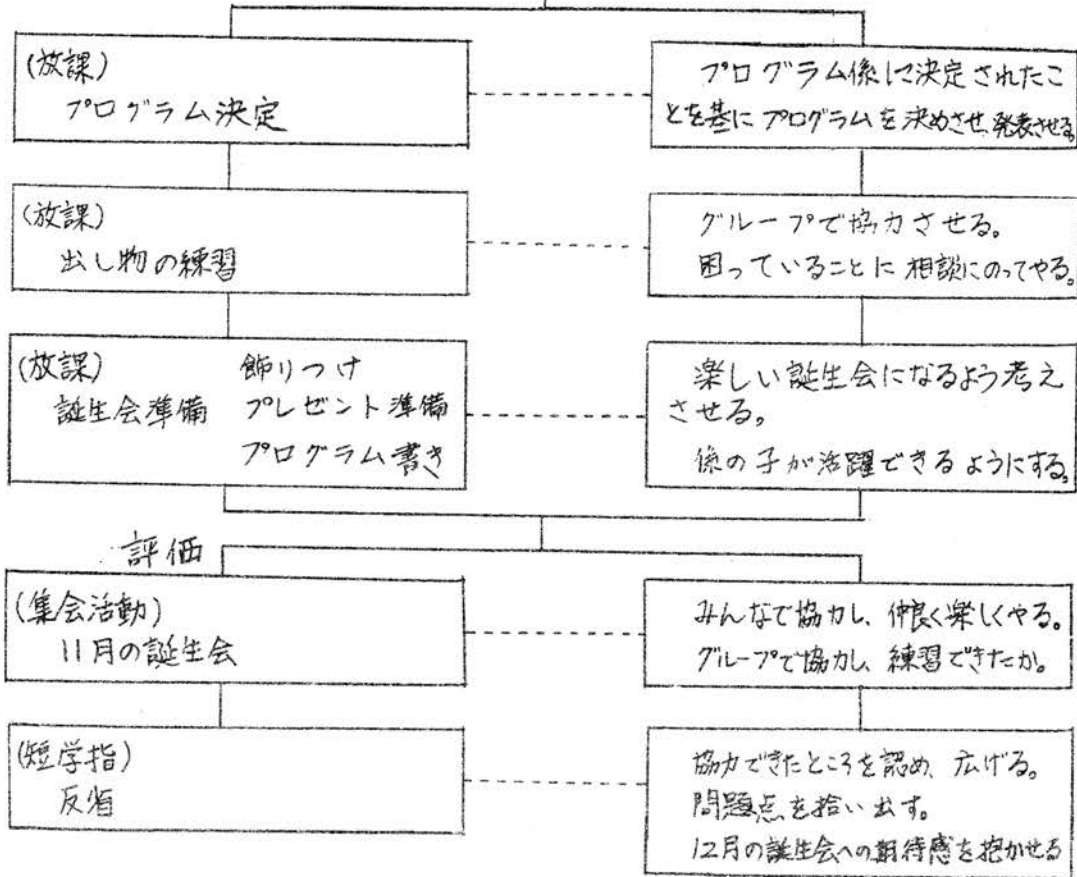 (放課)
プログラム決定
プログラム係に決定されたこ
とを基にプログラムを決めさせ、発表させる。
(放課)
出し物の練習
グループで協力させる。
困っていることに相談にのってやる。
(放課) 飾りつけ
誕生会準備 プレゼント準備
プログラム書き
楽しい誕生会になるよう考え
させる。
係の子が活躍できるようにする。
評価
(集会活動)
11月の誕生会
みんなで協力し、仲良く楽しくやる。
グループで協力し、練習できたか。
(短学指)
反省
協力できたところを認め、広げる。
問題点を拾い出す。
12月の誕生会への期待感を抱かせる